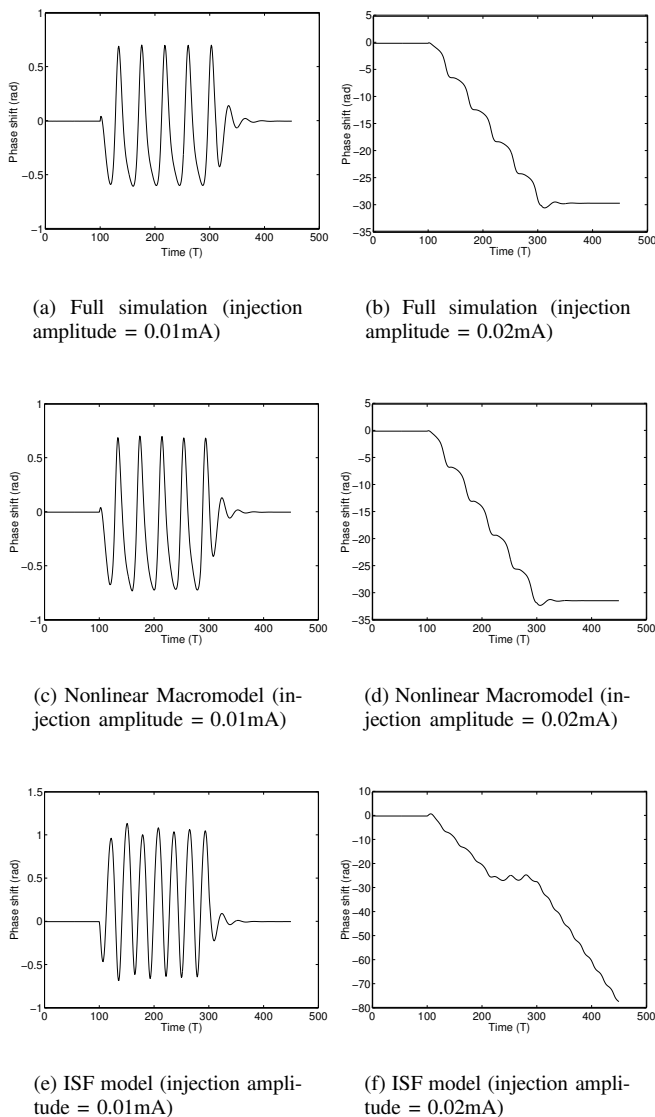 1
0.5
0
−0.5
−1
0 100 200 300 400 500
Time (T)
Phase shift (rad)
(a) Full simulation (injection
amplitude = 0.01mA)
5
0
−5
−10
−15
−20
−25
−30
−35
0 100 200 300 400 500
Time (T)
Phase shift (rad)
(b) Full simulation (injection
amplitude = 0.02mA)
1
0.5
0
−0.5
−1
0 100 200 300 400 500
Time (T)
Phase shift (rad)
(c) Nonlinear Macromodel (in-
jection amplitude = 0.01mA)
5
0
−5
−10
−15
−20
−25
−30
−35
0 100 200 300 400 500
Time (T)
Phase shift (rad)
(d) Nonlinear Macromodel (in-
jection amplitude = 0.02mA)
1.5
1
0.5
0
−0.5
−1
0 100 200 300 400 500
Time (T)
Phase shift (rad)
(e) ISF model (injection ampli-
tude = 0.01mA)
10
0
−10
−20
−30
−40
−50
−60
−70
−80
0 100 200 300 400 500
Time (T)
Phase shift (rad)
(f) ISF model (injection ampli-
tude = 0.02mA)